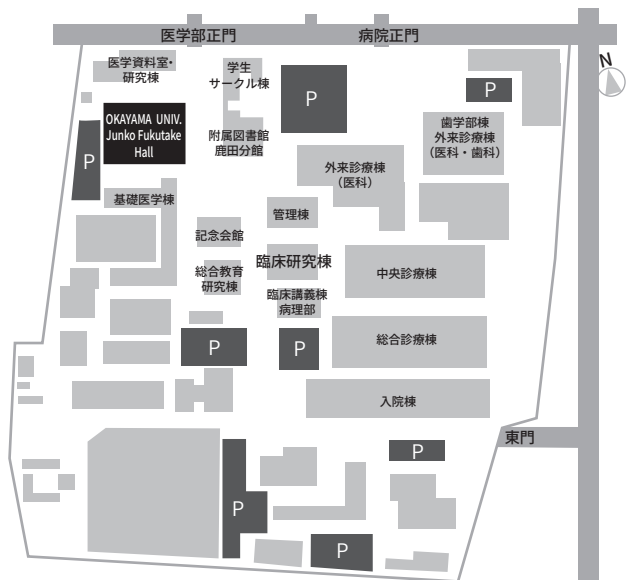 医学部正門
病院正門
N
医学資料室・
研究棟
学生
サークル棟
P
P
OKAYAMA UNIV.
Junko Fukutake
Hall
P
附属図書館
鹿田分館
歯学部棟
外来診療棟
（医科・歯科）
外来診療棟
（医科）
基礎医学棟
管理棟
記念会館
臨床研究棟
総合教育
研究棟
中央診療棟
臨床講義棟
病理部
P
P
総合診療棟
入院棟
東門
P
P
P